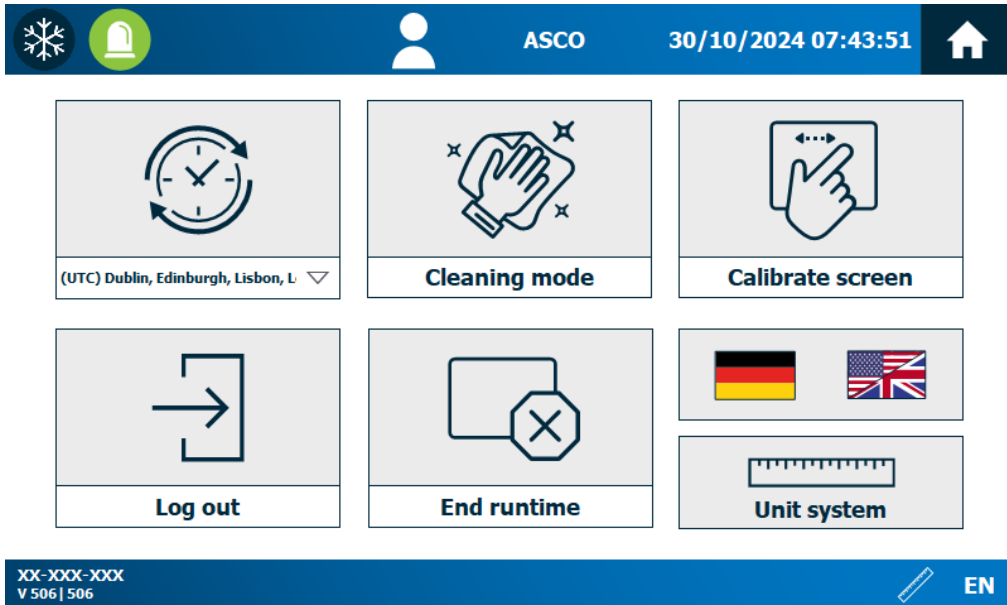 ASCO 30/10/2024 07:43:51
(UTC) Dublin, Edinburgh, Lisbon, L
Cleaning mode
Calibrate screen
Log out
End runtime
Unit system
XX-XXX-XXX
V 506 | 506
EN